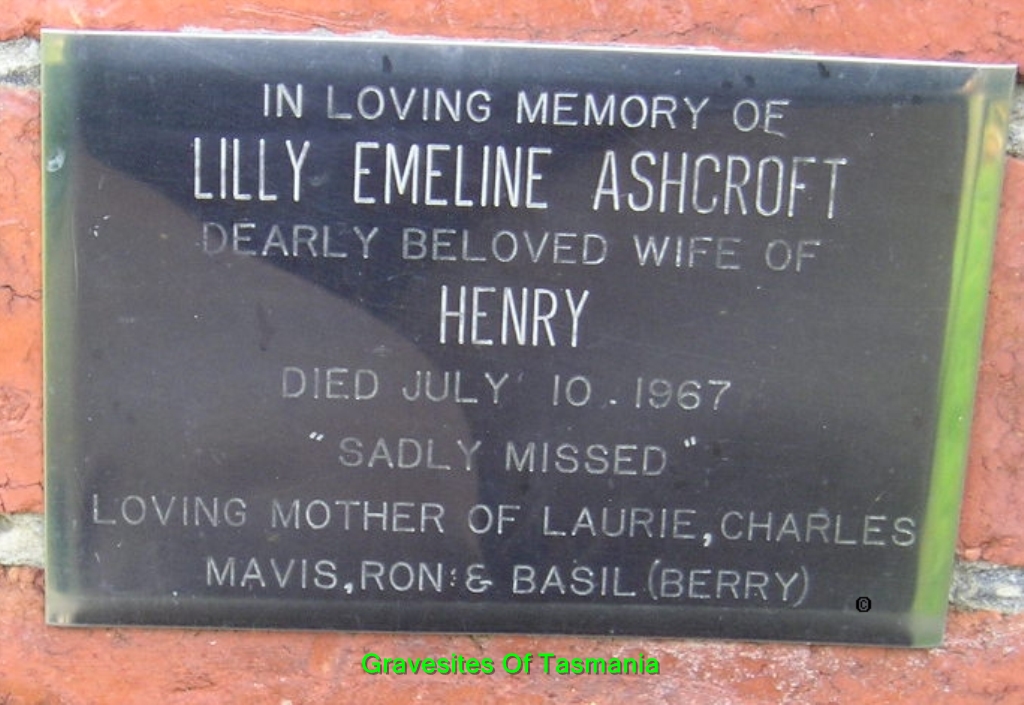 IN LOVING MEMORY OF
LILLY EMELINE ASHCROFT
DEARLY BELOVED WIFE OF
HENRY
DIED JULY 10. 1967
"SADLY MISSED"
LOVING MOTHER OF LAURIE, CHARLES
MAVIS, RON & BASIL (BERRY)
©
Gravesites Of Tasmania